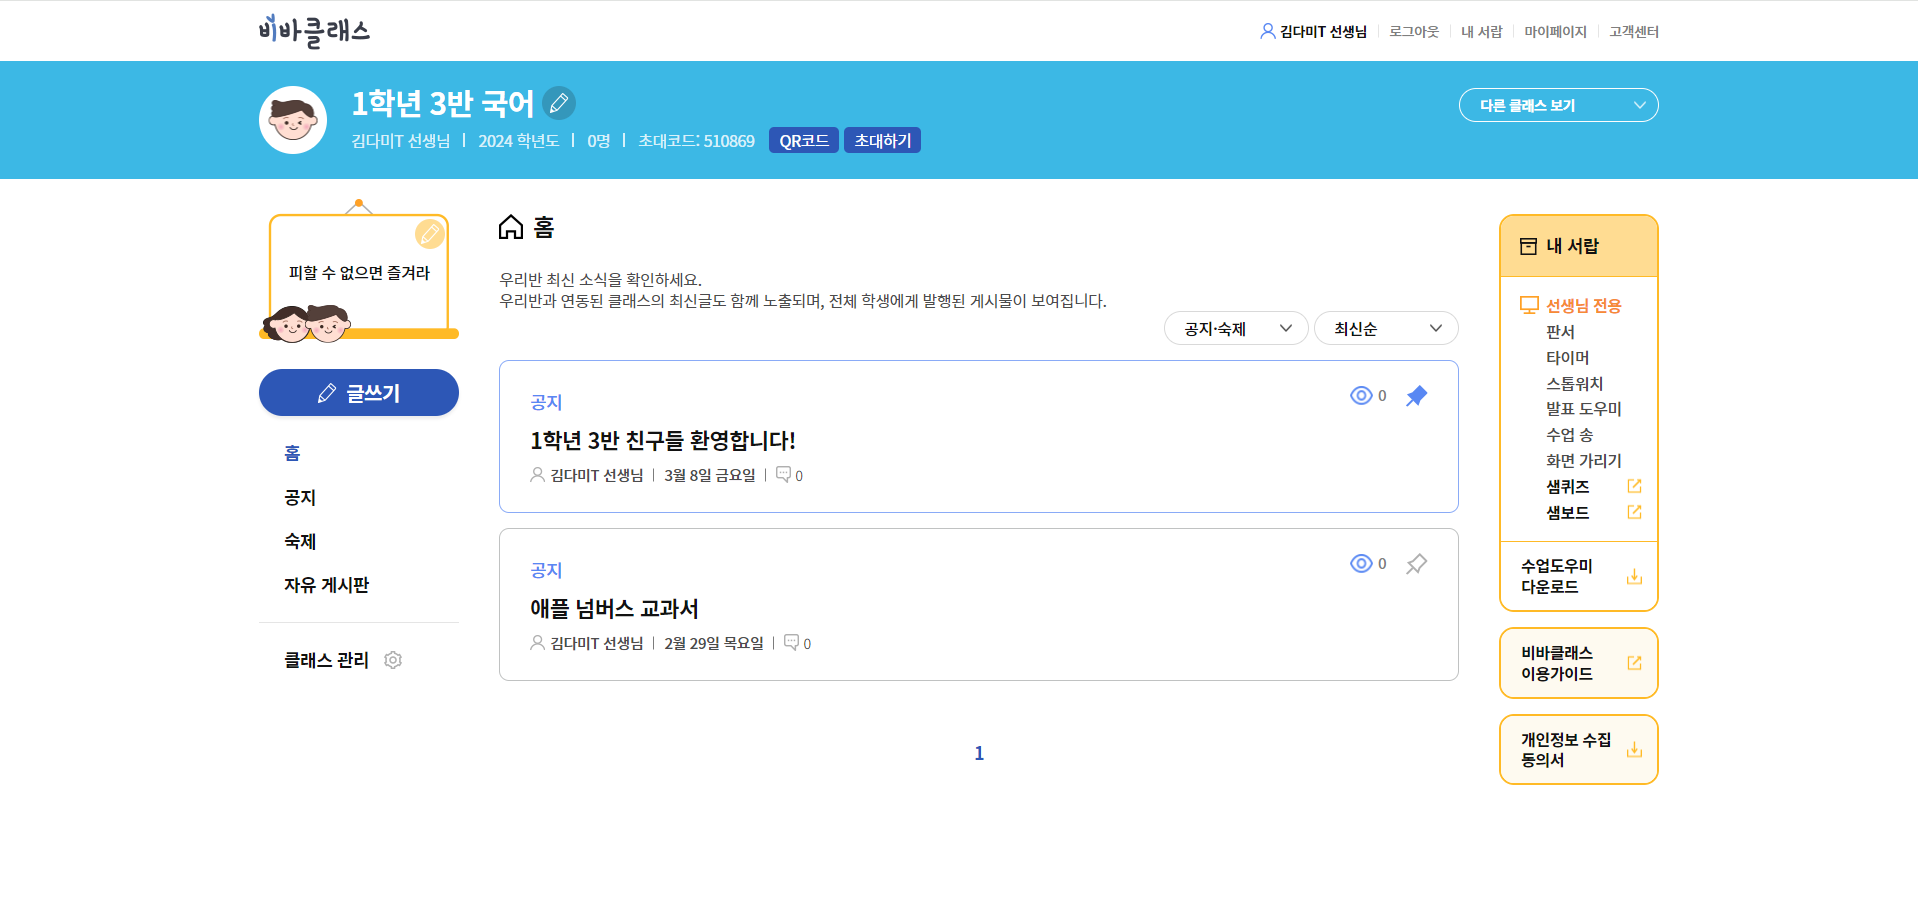 비바클래스
김다미T 선생님 로그아웃 내 서랍 마이페이지 고객센터
1학년 3반 국어
김다미T 선생님 2024 학년도 0명 초대코드: 510869 QR코드 초대하기
다른 클래스 보기
피할 수 없으면 즐겨라
글쓰기
홈
공지
숙제
자유 게시판
클래스 관리
홈
우리반 최신 소식을 확인하세요.
우리반과 연동된 클래스의 최신글도 함께 노출되며, 전체 학생에게 발행된 게시물이 보여집니다.
공지·숙제 최신순
공지 0
1학년 3반 친구들 환영합니다!
김다미T 선생님 3월 8일 금요일 0
공지 0
애플 넘버스 교과서
김다미T 선생님 2월 29일 목요일 0
1
내 서랍
선생님 전용
판서
타이머
스톱워치
발표 도우미
수업 송
화면 가리기
샘퀴즈
샘보드
수업도우미
다운로드
비바클래스
이용가이드
개인정보 수집
동의서